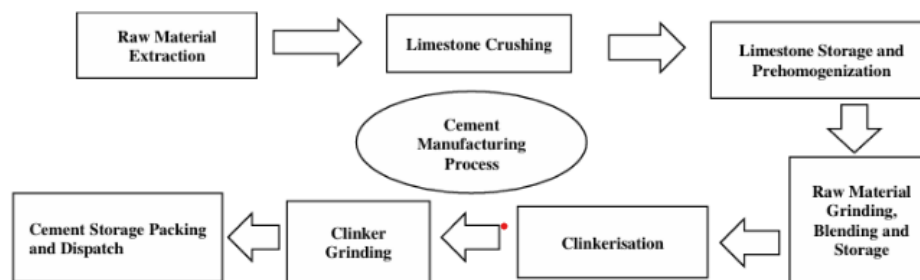 Raw Material
Extraction
Limestone Crushing
Limestone Storage and
Prehomogenization
Cement
Manufacturing
Process
Raw Material
Grinding,
Blending and
Storage
Clinkerisation
Clinker
Grinding
Cement Storage Packing
and Dispatch